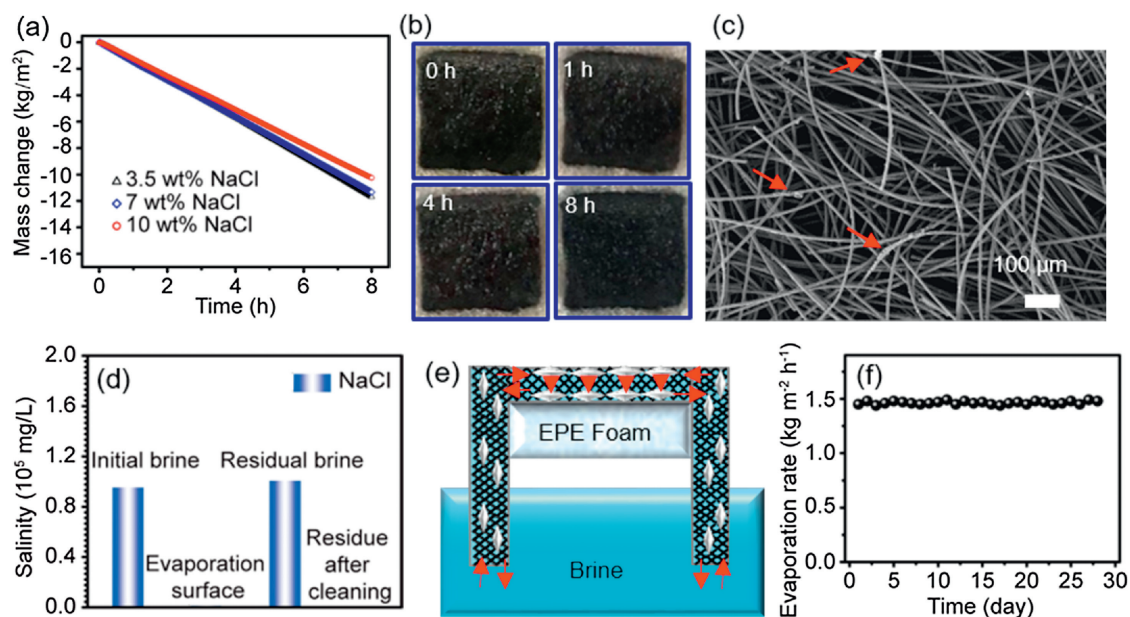 (a)
Mass change (kg/m²)
0
-2
-4
-6
-8
-10
-12
-14
-16
3.5 wt% NaCl
7 wt% NaCl
10 wt% NaCl
0 2 4 6 8
Time (h)
(b)
0 h
1 h
4 h
8 h
(c)
100 μm
(d)
Salinity (10⁵ mg/L)
2.0
1.6
1.2
0.8
0.4
0.0
NaCl
Initial brine
Residual brine
Evaporation
surface
Residue
after
cleaning
(e)
EPE Foam
Brine
(f)
Evaporation rate (kg m⁻² h⁻¹)
2.0
1.5
1.0
0.5
0.0
0 5 10 15 20 25 30
Time (day)